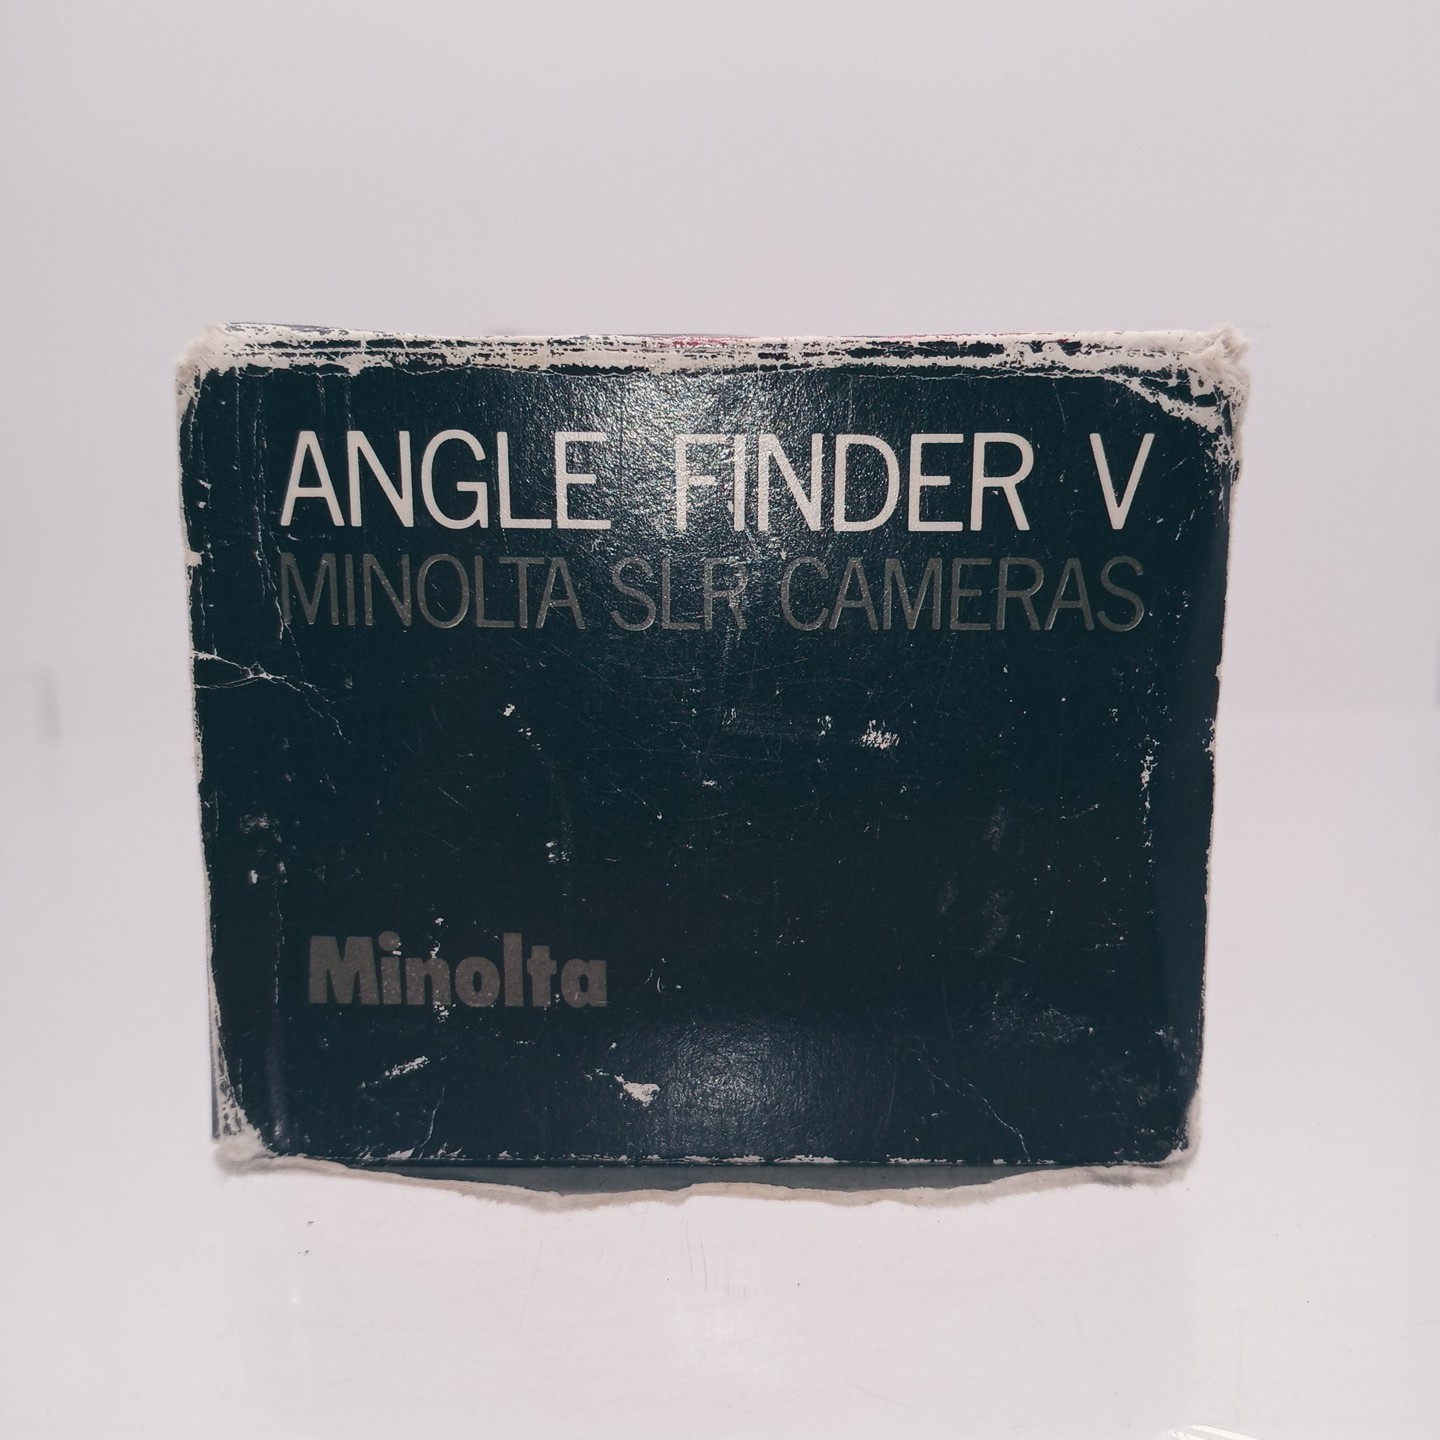 ANGLE FINDER V
MINOLTA SLR CAMERAS
Minolta